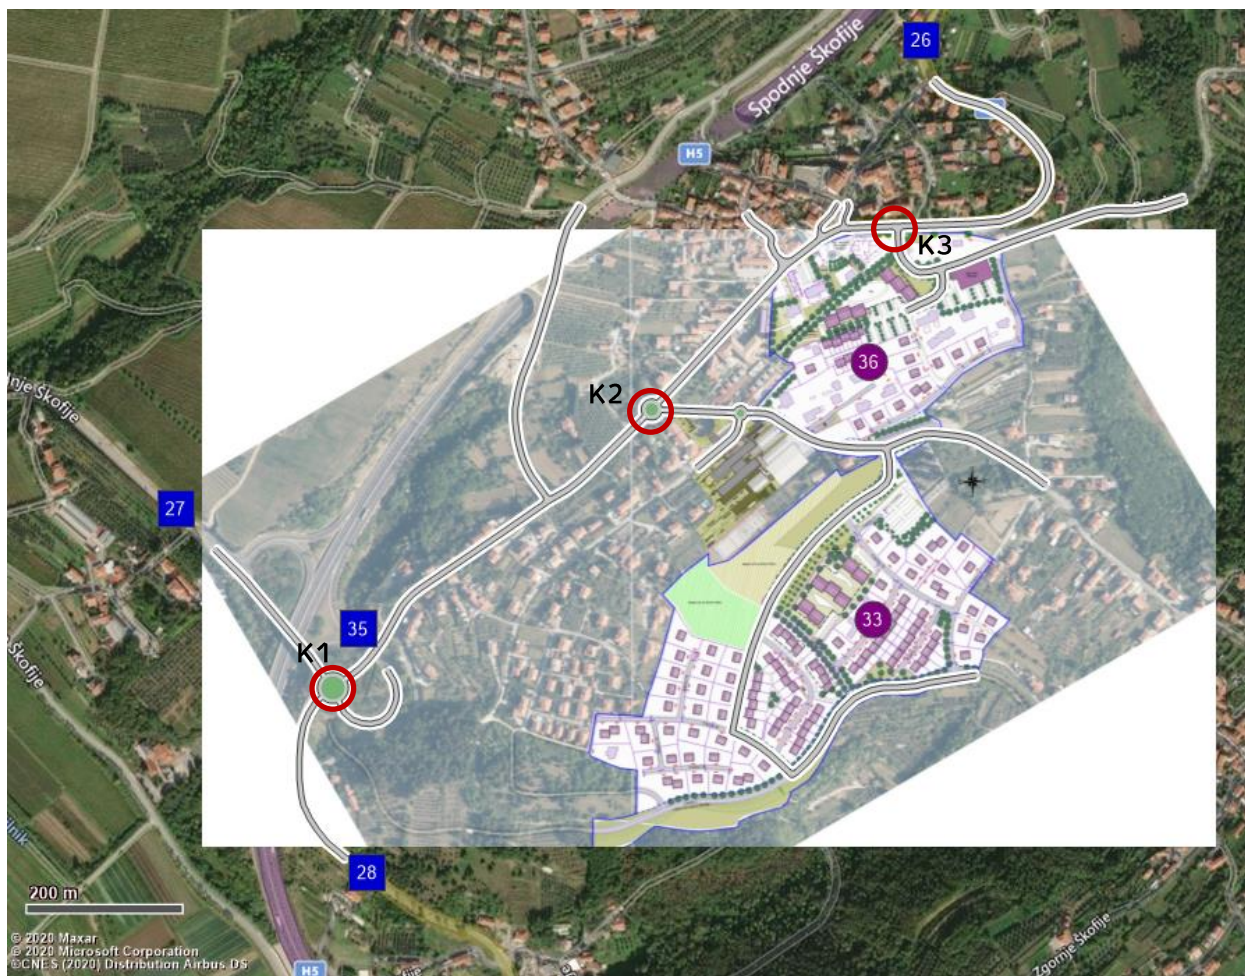 26
Spodnje Škofije
H5
K3
36
K2
nje Škofije
27
33
35
K1
Škofije
28
200 m
© 2020 Maxar
© 2020 Microsoft Corporation
©CNES (2020) Distribution Airbus DS
H5
Škofije
Zgornje Škofije